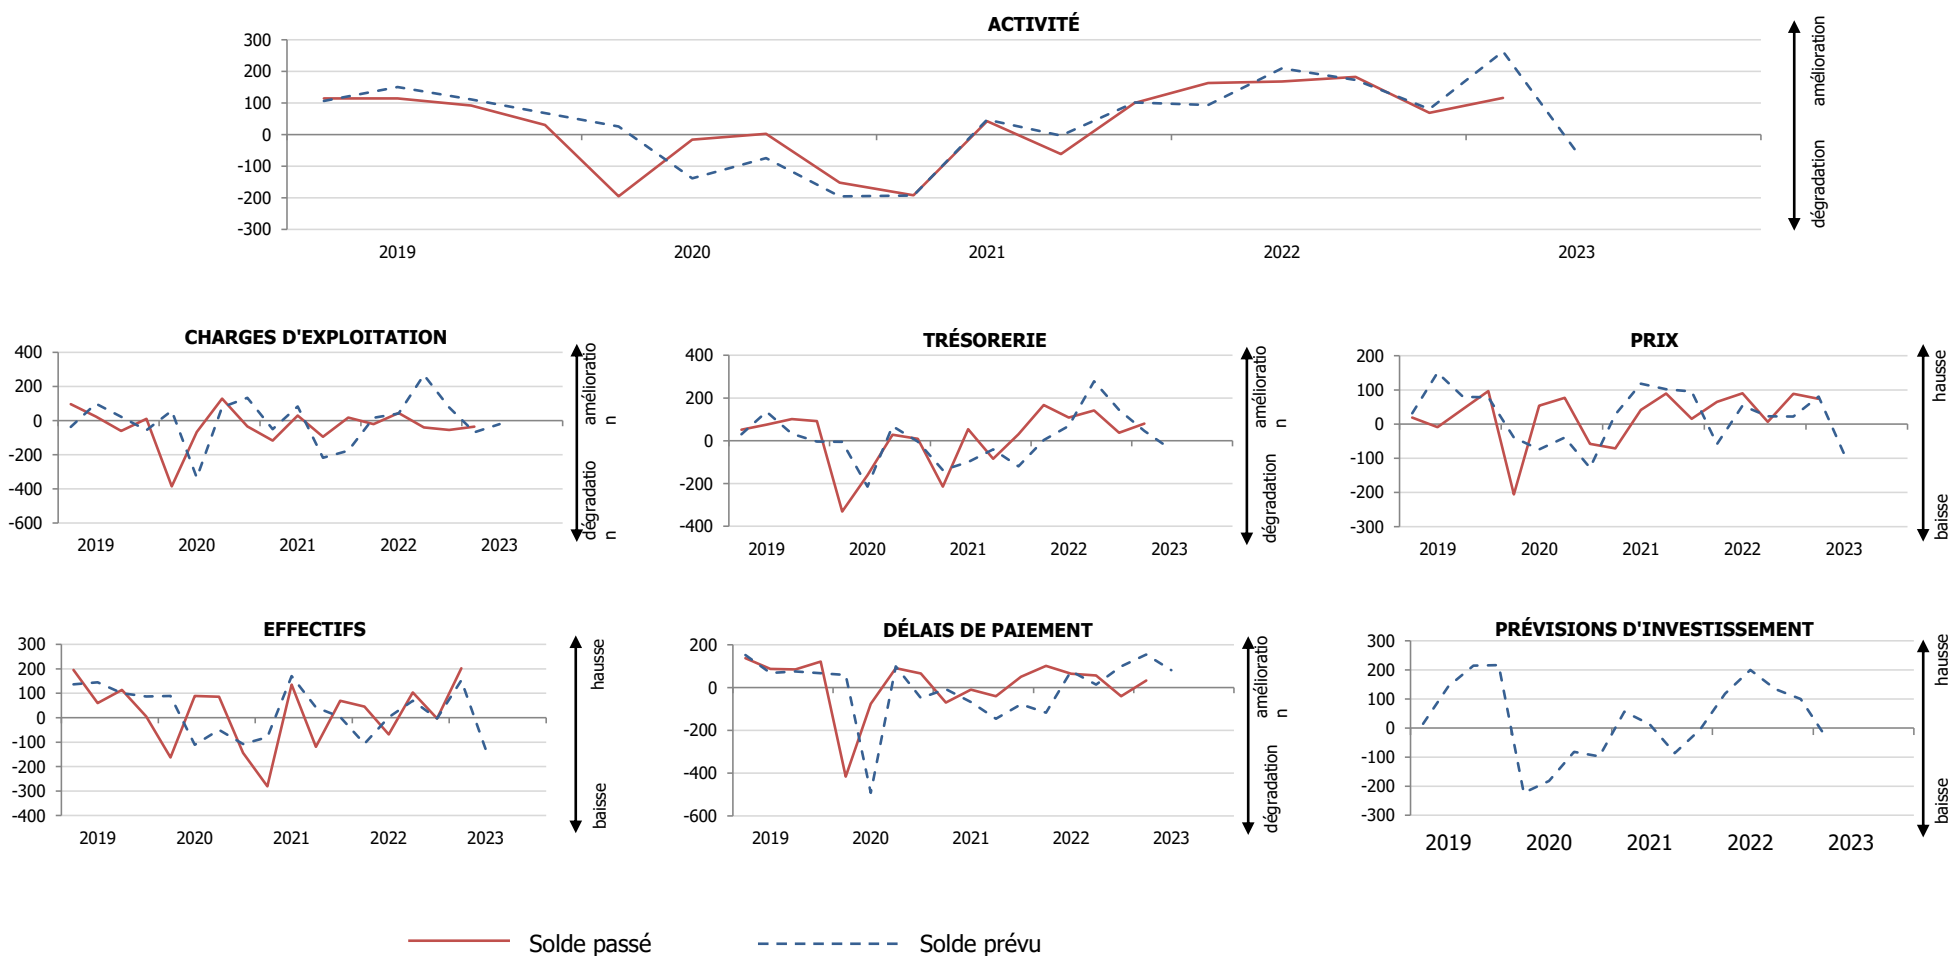 ACTIVITÉ
300
200
100
0
-100
-200
-300
2019 2020 2021 2022 2023
amélioration
dégradation
CHARGES D'EXPLOITATION
400
200
0
-200
-400
-600
2019 2020 2021 2022 2023
amélioratio
n
dégradatio
n
TRÉSORERIE
400
200
0
-200
-400
2019 2020 2021 2022 2023
amélioratio
n
dégradation
PRIX
200
100
0
-100
-200
-300
2019 2020 2021 2022 2023
hausse
baisse
EFFECTIFS
300
200
100
0
-100
-200
-300
-400
2019 2020 2021 2022 2023
hausse
baisse
DÉLAIS DE PAIEMENT
200
0
-200
-400
-600
2019 2020 2021 2022 2023
amélioratio
n
dégradation
PRÉVISIONS D'INVESTISSEMENT
300
200
100
0
-100
-200
-300
2019 2020 2021 2022 2023
hausse
baisse
Solde passé Solde prévu